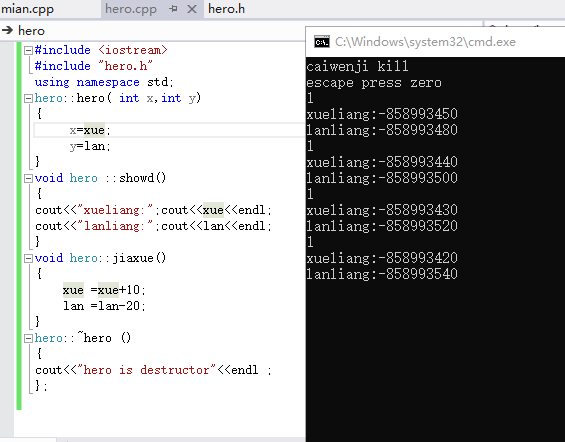 mian.cpp hero.cpp hero.h
hero
#include <iostream>
#include "hero.h"
using namespace std;
hero::hero( int x,int y)
{
x=xue;
y=lan;
}
void hero ::showd()
{
cout<<"xueliang:";cout<<xue<<endl;
cout<<"lanliang:";cout<<lan<<endl;
}
void hero::jiaxue()
{
xue =xue+10;
lan =lan-20;
}
hero::~hero ()
{
cout<<"hero is destructor"<<endl ;
};
C:\Windows\system32\cmd.exe
caiwenji kill
escape press zero
1
xueliang:-858993450
lanliang:-858993480
1
xueliang:-858993440
lanliang:-858993500
1
xueliang:-858993430
lanliang:-858993520
1
xueliang:-858993420
lanliang:-858993540